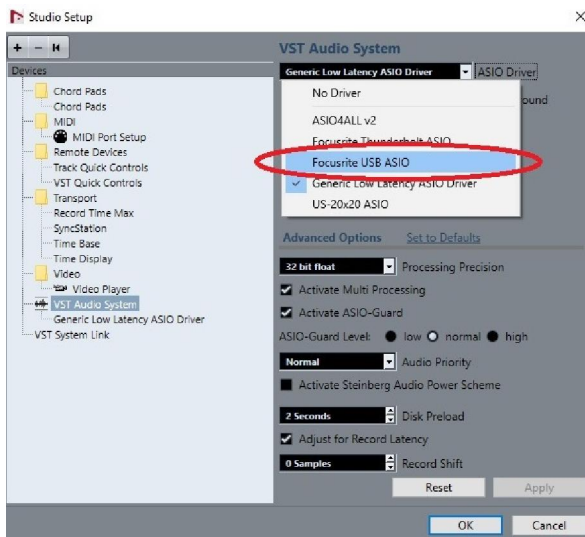 Studio Setup
Devices
Chord Pads
Chord Pads
MIDI
MIDI Port Setup
Remote Devices
Track Quick Controls
VST Quick Controls
Transport
Record Time Max
SyncStation
Time Base
Time Display
Video
Video Player
VST Audio System
Generic Low Latency ASIO Driver
VST System Link
VST Audio System
Generic Low Latency ASIO Driver ASIO Driver
No Driver
ound
ASIO4ALL v2
Focusrite Thunderbolt ASIO
Focusrite USB ASIO
Generic Low Latency ASIO Driver
US-20x20 ASIO
Advanced Options Set to Defaults
32 bit float Processing Precision
Activate Multi Processing
Activate ASIO-Guard
ASIO-Guard Level: low normal high
Normal Audio Priority
Activate Steinberg Audio Power Scheme
2 Seconds Disk Preload
Adjust for Record Latency
0 Samples Record Shift
Reset Apply
OK Cancel